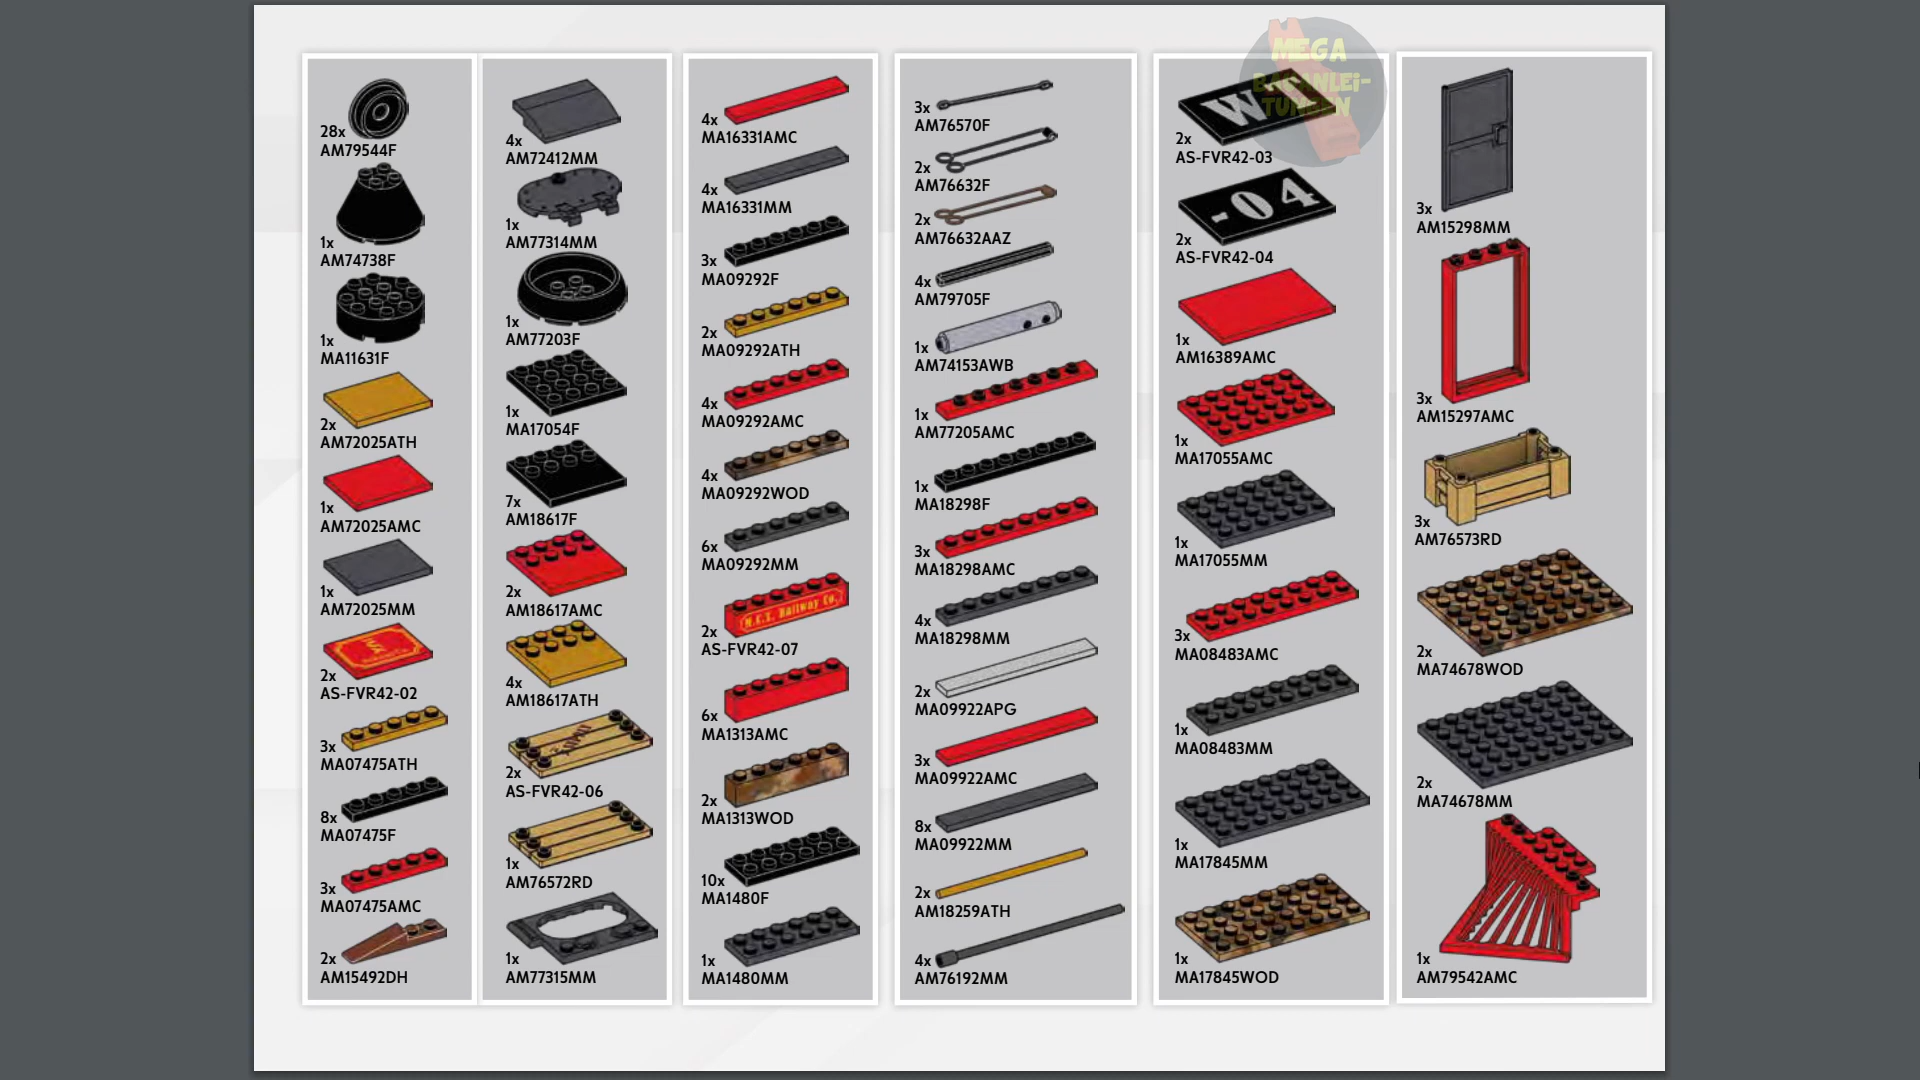 28x
AM79544F
1x
AM74738F
1x
MA11631F
2x
AM72025ATH
1x
AM72025AMC
1x
AM72025MM
2x
AS-FVR42-02
3x
MA07475ATH
8x
MA07475F
3x
MA07475AMC
2x
AM15492DH
4x
AM72412MM
1x
AM77314MM
1x
AM77203F
1x
MA17054F
7x
AM18617F
2x
AM18617AMC
4x
AM18617ATH
2x
AS-FVR42-06
1x
AM76572RD
1x
AM77315MM
4x
MA16331AMC
4x
MA16331MM
3x
MA09292F
2x
MA09292ATH
4x
MA09292AMC
4x
MA09292WOD
6x
MA09292MM
Railway Co.
2x
AS-FVR42-07
6x
MA1313AMC
2x
MA1313WOD
10x
MA1480F
1x
MA1480MM
3x
AM76570F
2x
AM76632F
2x
AM76632AAZ
4x
AM79705F
1x
AM74153AWB
1x
AM77205AMC
1x
MA18298F
3x
MA18298AMC
4x
MA18298MM
2x
MA09922APG
3x
MA09922AMC
8x
MA09922MM
2x
AM18259ATH
4x
AM76192MM
MEGA
BAUANLEI-
TUNGEN
W
2x
AS-FVR42-03
-04
2x
AS-FVR42-04
1x
AM16389AMC
1x
MA17055AMC
1x
MA17055MM
3x
MA08483AMC
1x
MA08483MM
1x
MA17845MM
1x
MA17845WOD
3x
AM15298MM
3x
AM15297AMC
3x
AM76573RD
2x
MA74678WOD
2x
MA74678MM
1x
AM79542AMC